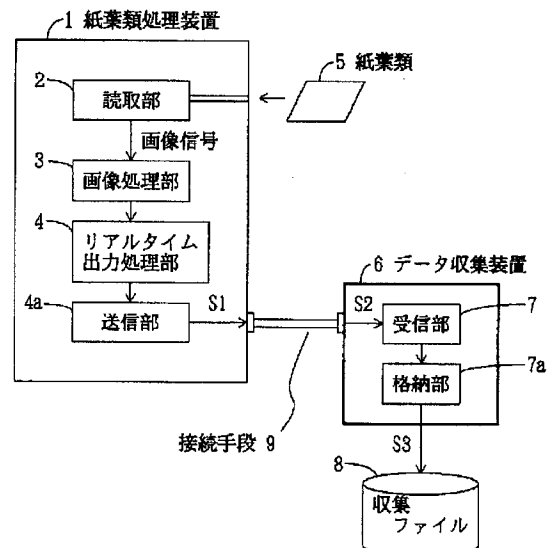 1 紙葉類処理装置
2
読取部
5 紙葉類
画像信号
3
画像処理部
4
リアルタイム
出力処理部
6 データ収集装置
4a
送信部
S1
S2
受信部
7
格納部
7a
接続手段 9
S3
8
収集
ファイル